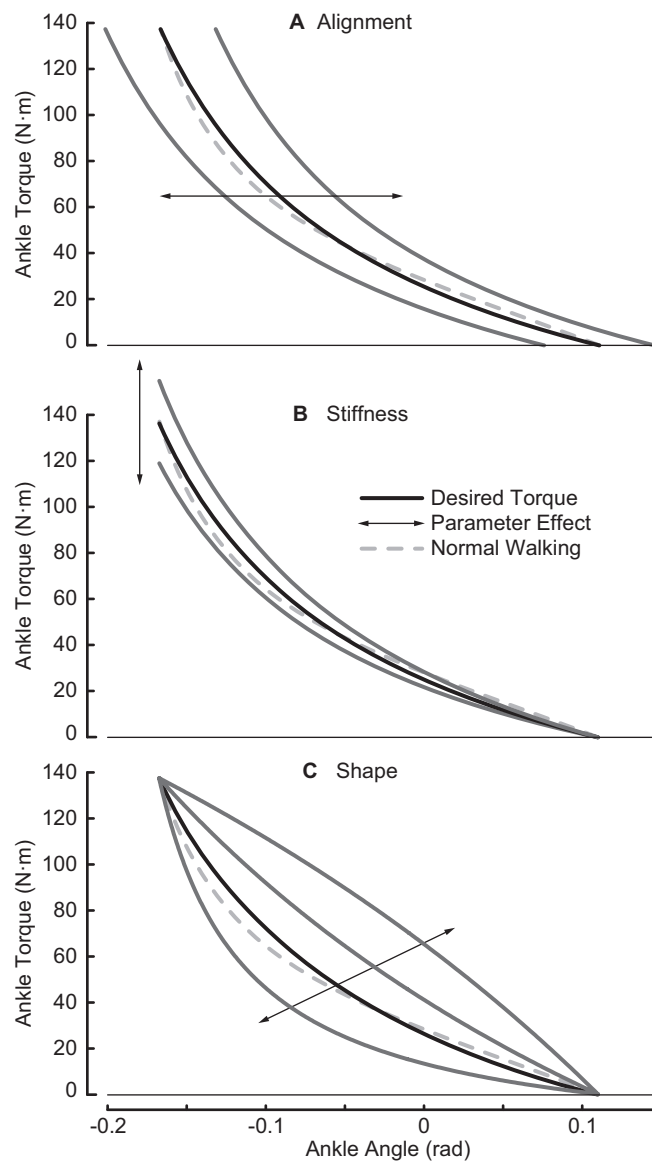 A Alignment
140
120
100
80
60
40
20
0
Ankle Torque (N·m)
B Stiffness
140
120
100
80
60
40
20
0
Ankle Torque (N·m)
Desired Torque
Parameter Effect
Normal Walking
C Shape
140
120
100
80
60
40
20
0
Ankle Torque (N·m)
-0.2 -0.1 0 0.1
Ankle Angle (rad)